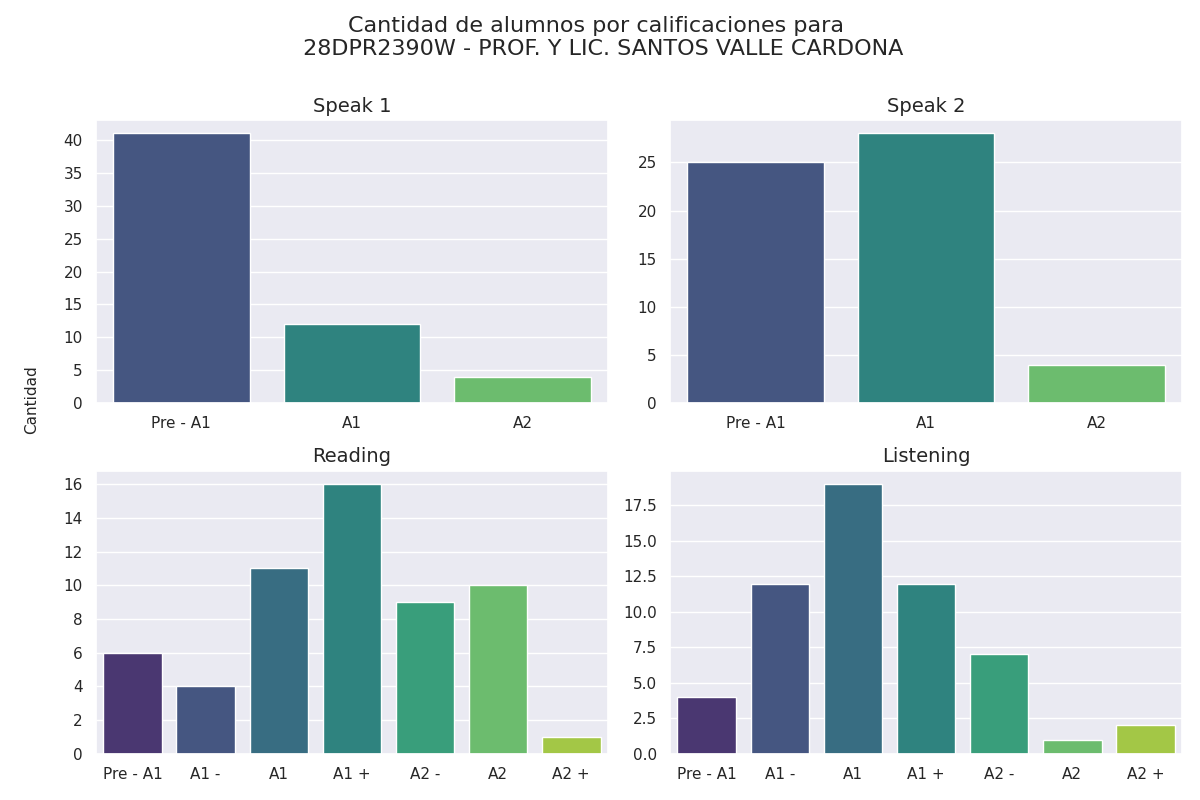 Cantidad de alumnos por calificaciones para
28DPR2390W - PROF. Y LIC. SANTOS VALLE CARDONA
Cantidad
Speak 1
40
35
30
25
20
15
10
5
0
Pre - A1 A1 A2
Speak 2
25
20
15
10
5
0
Pre - A1 A1 A2
Reading
16
14
12
10
8
6
4
2
0
Pre - A1 A1 - A1 A1 + A2 - A2 A2 +
Listening
17.5
15.0
12.5
10.0
7.5
5.0
2.5
0.0
Pre - A1 A1 - A1 A1 + A2 - A2 A2 +